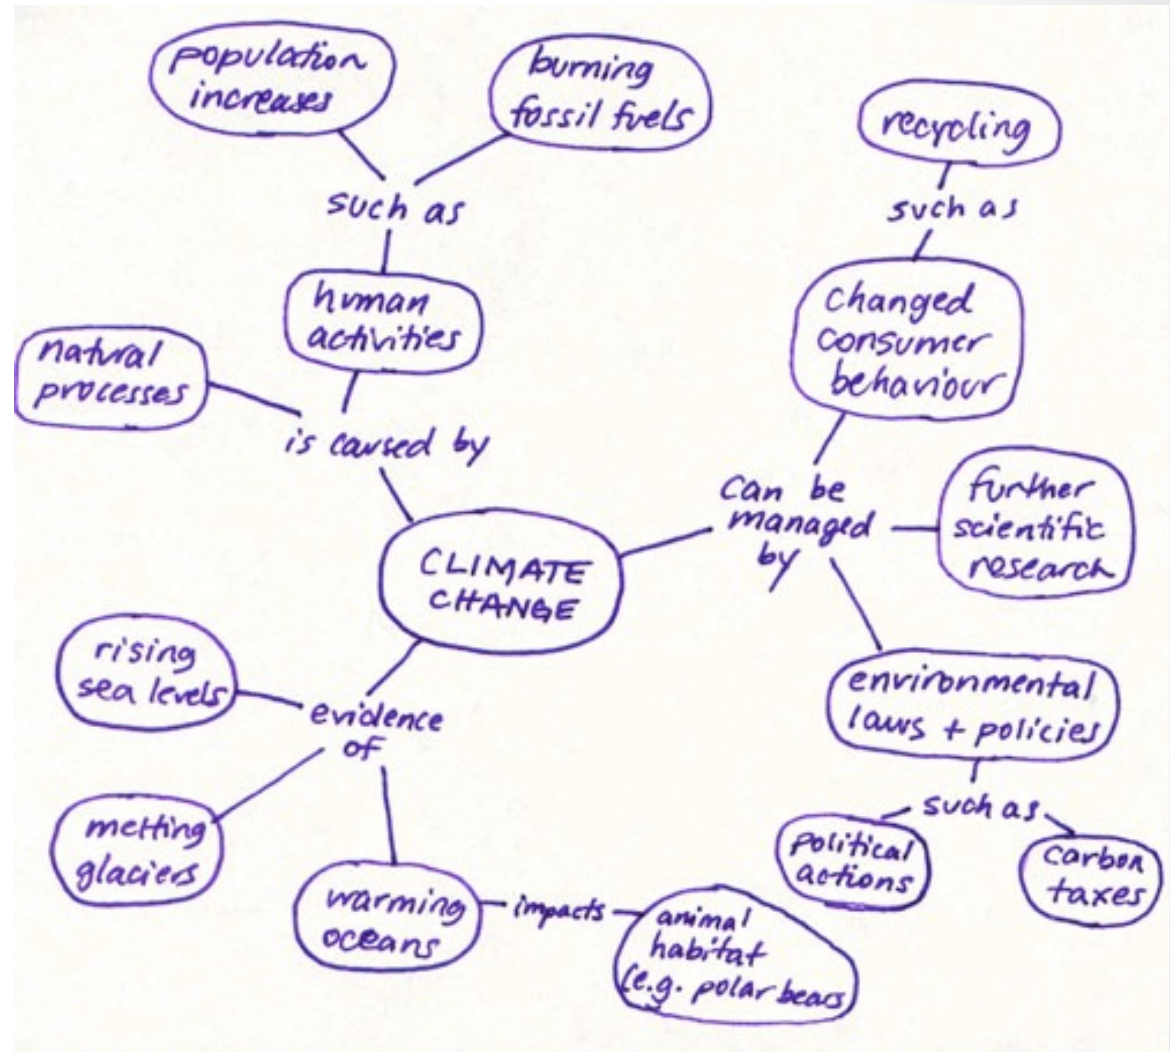 population
increases
burning
fossil fuels
such as
human
activities
natural
processes
is caused by
CLIMATE
CHANGE
recycling
such as
changed
consumer
behaviour
can be
managed
by
further
scientific
research
environmental
laws + policies
such as
political
actions
carbon
taxes
evidence
of
rising
sea levels
melting
glaciers
warming
oceans
impacts
animal
habitat
(e.g. polar bears